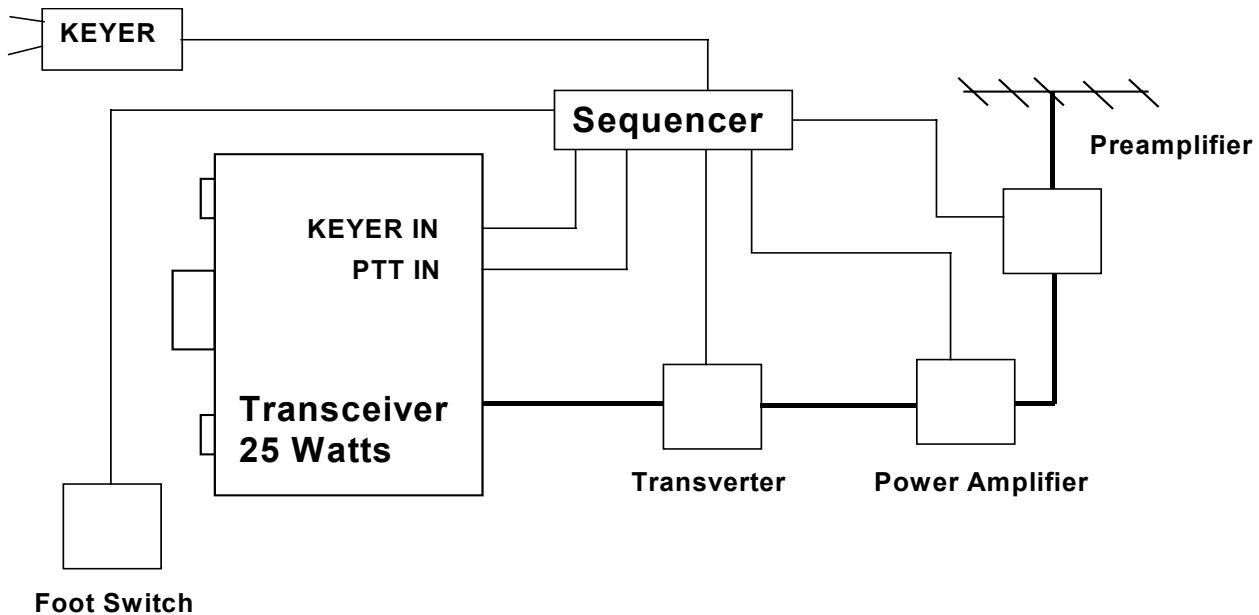 KEYER
Sequencer
Preamplifier
KEYER IN
PTT IN
Transceiver
25 Watts
Transverter
Power Amplifier
Foot Switch